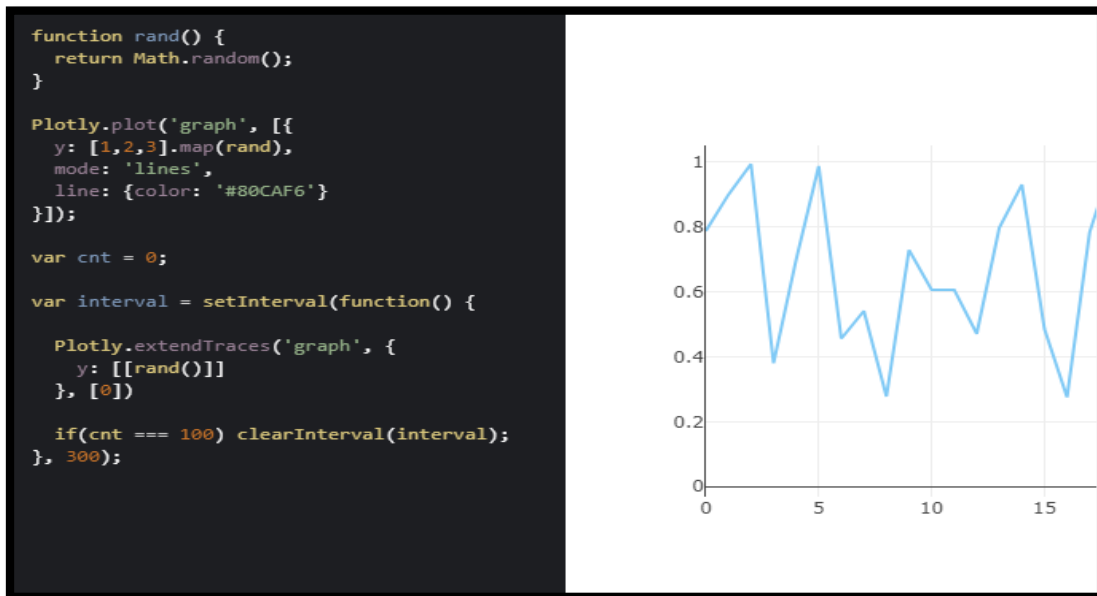 function rand() {
  return Math.random();
}
Plotly.plot('graph', [{
  y: [1,2,3].map(rand),
  mode: 'lines',
  line: {color: '#80CAF6'}
}]);
var cnt = 0;
var interval = setInterval(function() {
  Plotly.extendTraces('graph', {
    y: [[rand()]]
  }, [0])
  if(cnt === 100) clearInterval(interval);
}, 300);
1
0.8
0.6
0.4
0.2
0
0 5 10 15